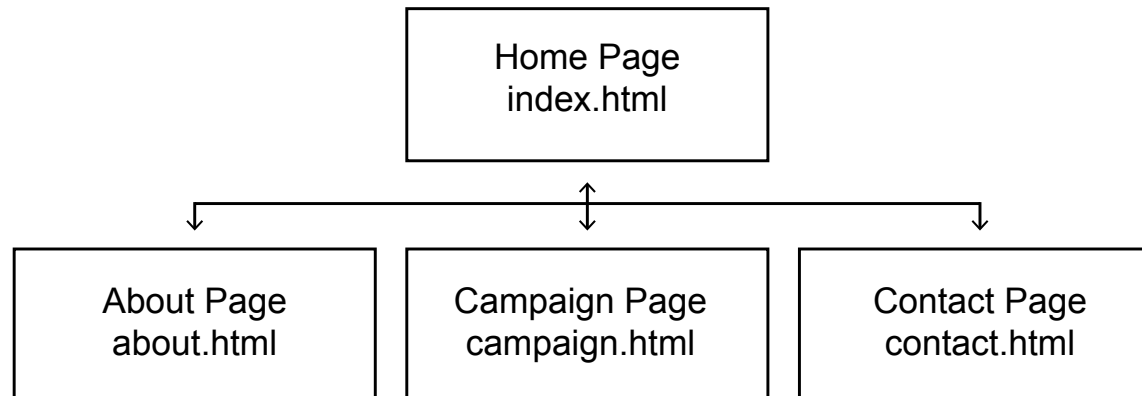 Home Page
index.html
About Page
about.html
Campaign Page
campaign.html
Contact Page
contact.html